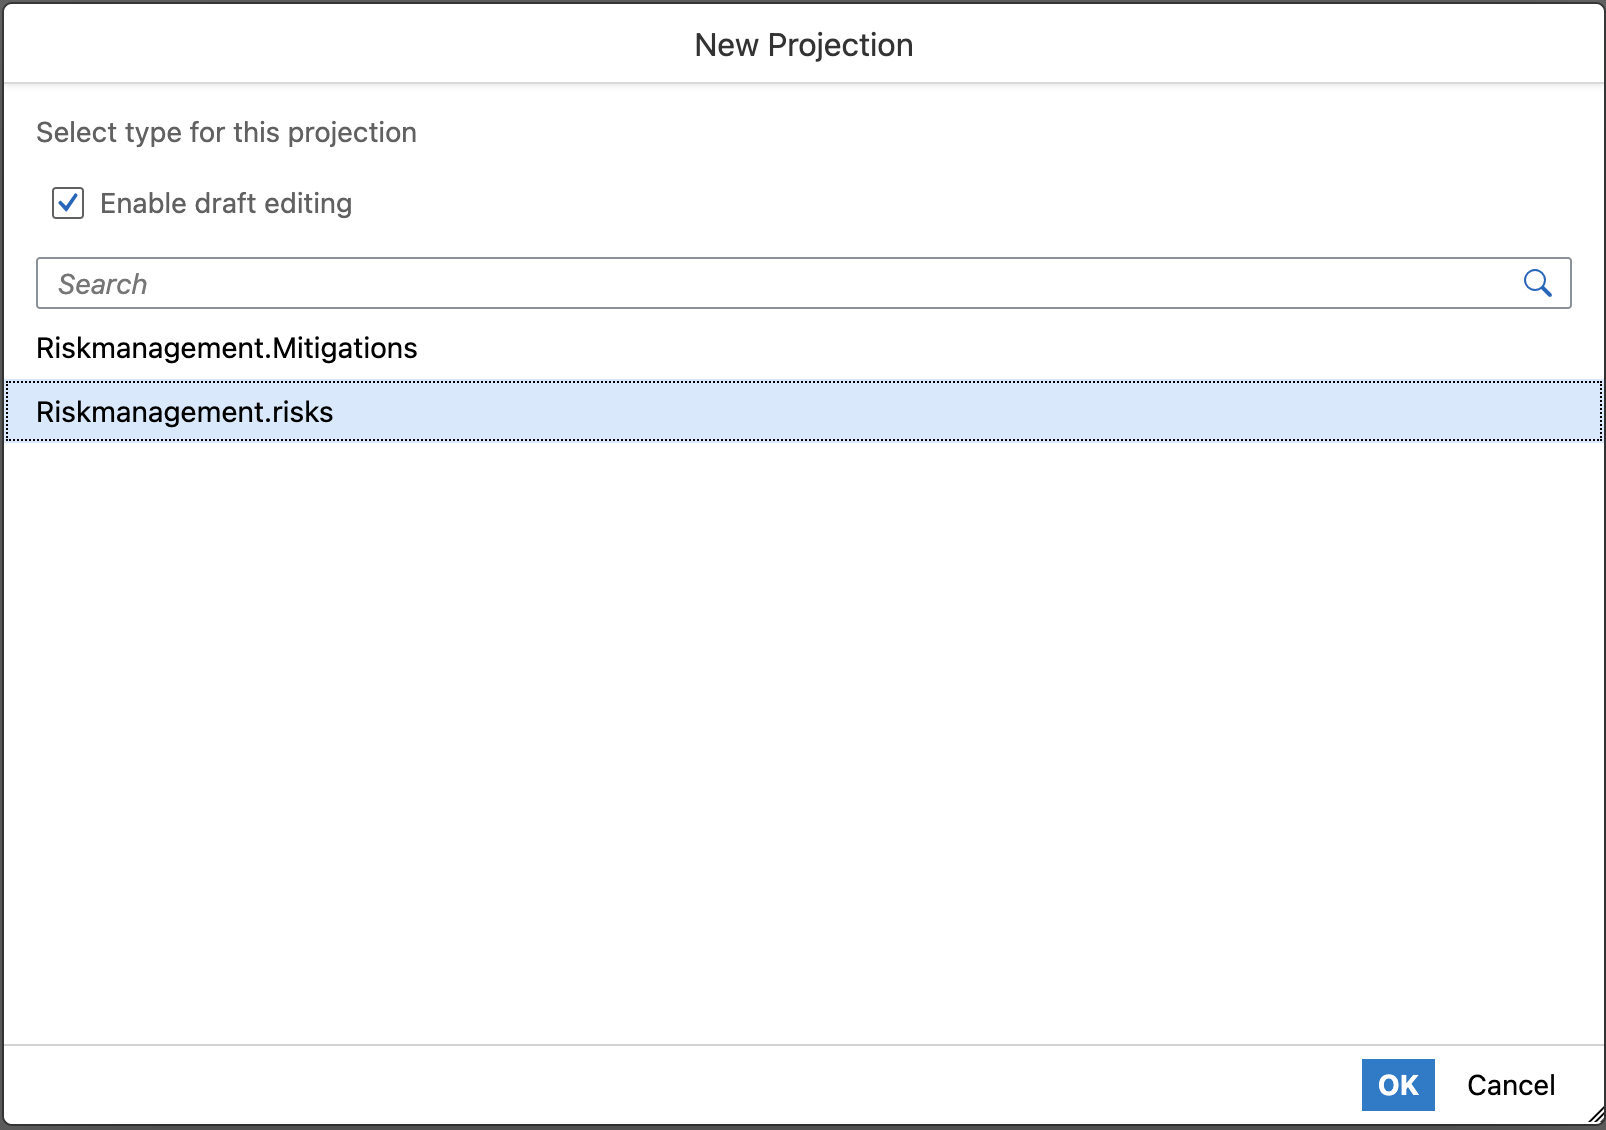 New Projection
Select type for this projection
Enable draft editing
Search
Riskmanagement.Mitigations
Riskmanagement.risks
OK Cancel